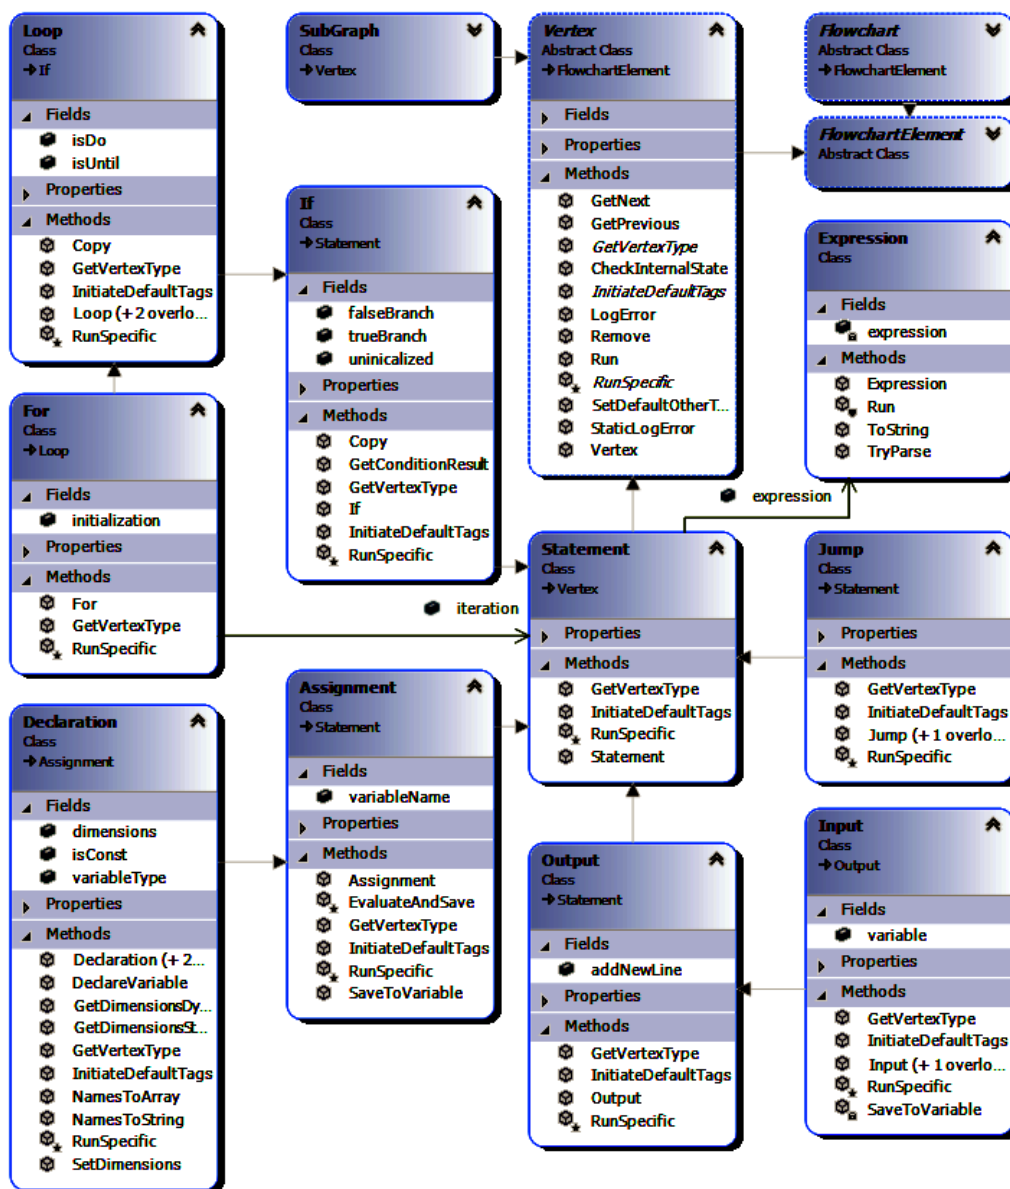 Loop
Class
If
Fields
isDo
isUntil
Properties
Methods
Copy
GetVertexType
InitiateDefaultTags
Loop (+ 2 overlo...
RunSpecific
For
Class
Loop
Fields
initialization
Properties
Methods
For
GetVertexType
RunSpecific
Declaration
Class
Assignment
Fields
dimensions
isConst
variableType
Properties
Methods
Declaration (+ 2...
DeclareVariable
GetDimensionsDy...
GetDimensionsSt...
GetVertexType
InitiateDefaultTags
NamesToArray
NamesToString
RunSpecific
SetDimensions
SubGraph
Class
Vertex
If
Class
Statement
Fields
falseBranch
trueBranch
uninicalized
Properties
Methods
Copy
GetConditionResult
GetVertexType
If
InitiateDefaultTags
RunSpecific
iteration
Assignment
Class
Statement
Fields
variableName
Properties
Methods
Assignment
EvaluateAndSave
GetVertexType
InitiateDefaultTags
RunSpecific
SaveToVariable
Vertex
Abstract Class
FlowchartElement
Fields
Properties
Methods
GetNext
GetPrevious
GetVertexType
CheckInternalState
InitiateDefaultTags
LogError
Remove
Run
RunSpecific
SetDefaultOtherT...
StaticLogError
Vertex
expression
Statement
Class
Vertex
Properties
Methods
GetVertexType
InitiateDefaultTags
RunSpecific
Statement
Output
Class
Statement
Fields
addNewLine
Properties
Methods
GetVertexType
InitiateDefaultTags
Output
RunSpecific
Flowchart
Abstract Class
FlowchartElement
FlowchartElement
Abstract Class
Expression
Class
Fields
expression
Methods
Expression
Run
ToString
TryParse
Jump
Class
Statement
Properties
Methods
GetVertexType
InitiateDefaultTags
Jump (+ 1 overlo...
RunSpecific
Input
Class
Output
Fields
variable
Properties
Methods
GetVertexType
InitiateDefaultTags
Input (+ 1 overlo...
RunSpecific
SaveToVariable